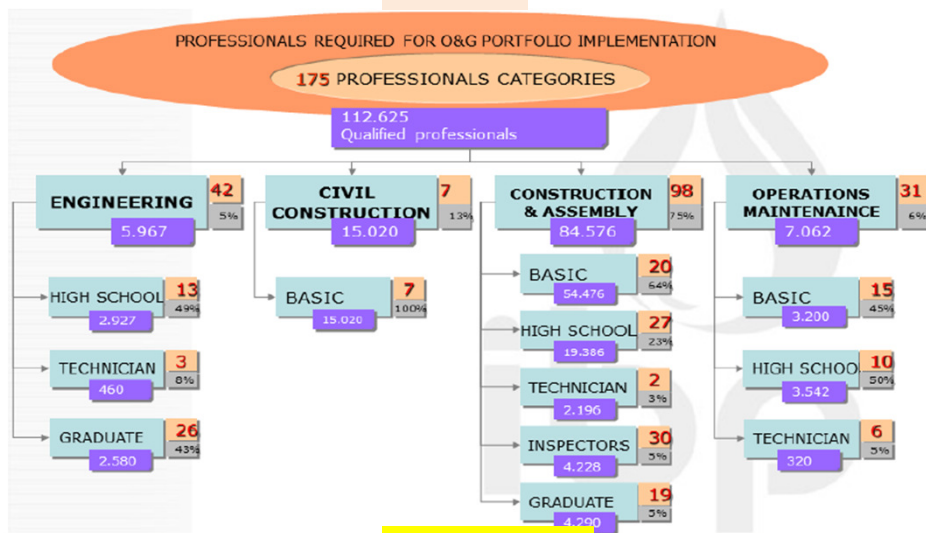 PROFESSIONALS REQUIRED FOR O&G PORTFOLIO IMPLEMENTATION
175 PROFESSIONALS CATEGORIES
112.625
Qualified professionals
ENGINEERING
42
5%
5.967
HIGH SCHOOL
13
49%
2.927
TECHNICIAN
3
8%
460
GRADUATE
26
43%
2.580
CIVIL
CONSTRUCTION
7
13%
15.020
BASIC
7
100%
15.020
CONSTRUCTION
& ASSEMBLY
98
75%
84.576
BASIC
20
64%
54.476
HIGH SCHOOL
27
23%
19.386
TECHNICIAN
2
3%
2.196
INSPECTORS
30
5%
4.228
GRADUATE
19
5%
4.290
OPERATIONS
MAINTENAINCE
31
6%
7.062
BASIC
15
45%
3.200
HIGH SCHOO
10
50%
3.542
TECHNICIAN
6
5%
320
ibp